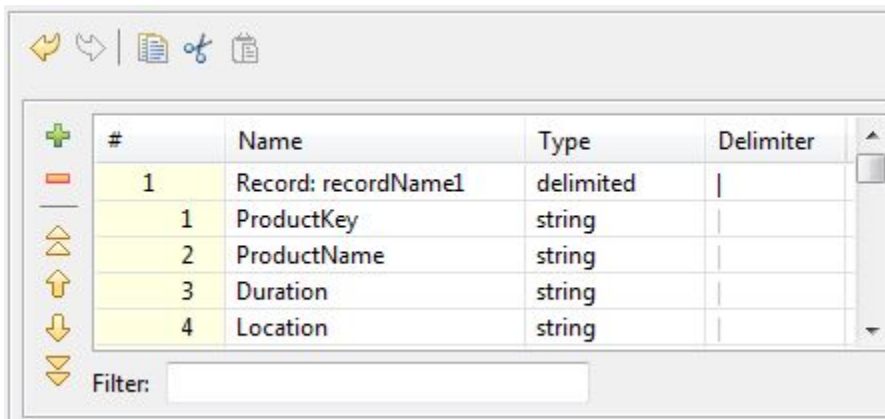 # Name Type Delimiter
1 Record: recordName1 delimited |
1 ProductKey string |
2 ProductName string |
3 Duration string |
4 Location string |
Filter: